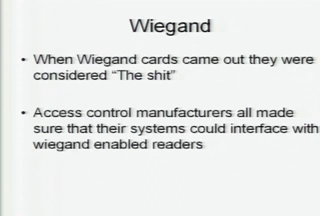 Wiegand
• When Wiegand cards came out they were
considered "The shit"
• Access control manufacturers all made
sure that their systems could interface with
wiegand enabled readers